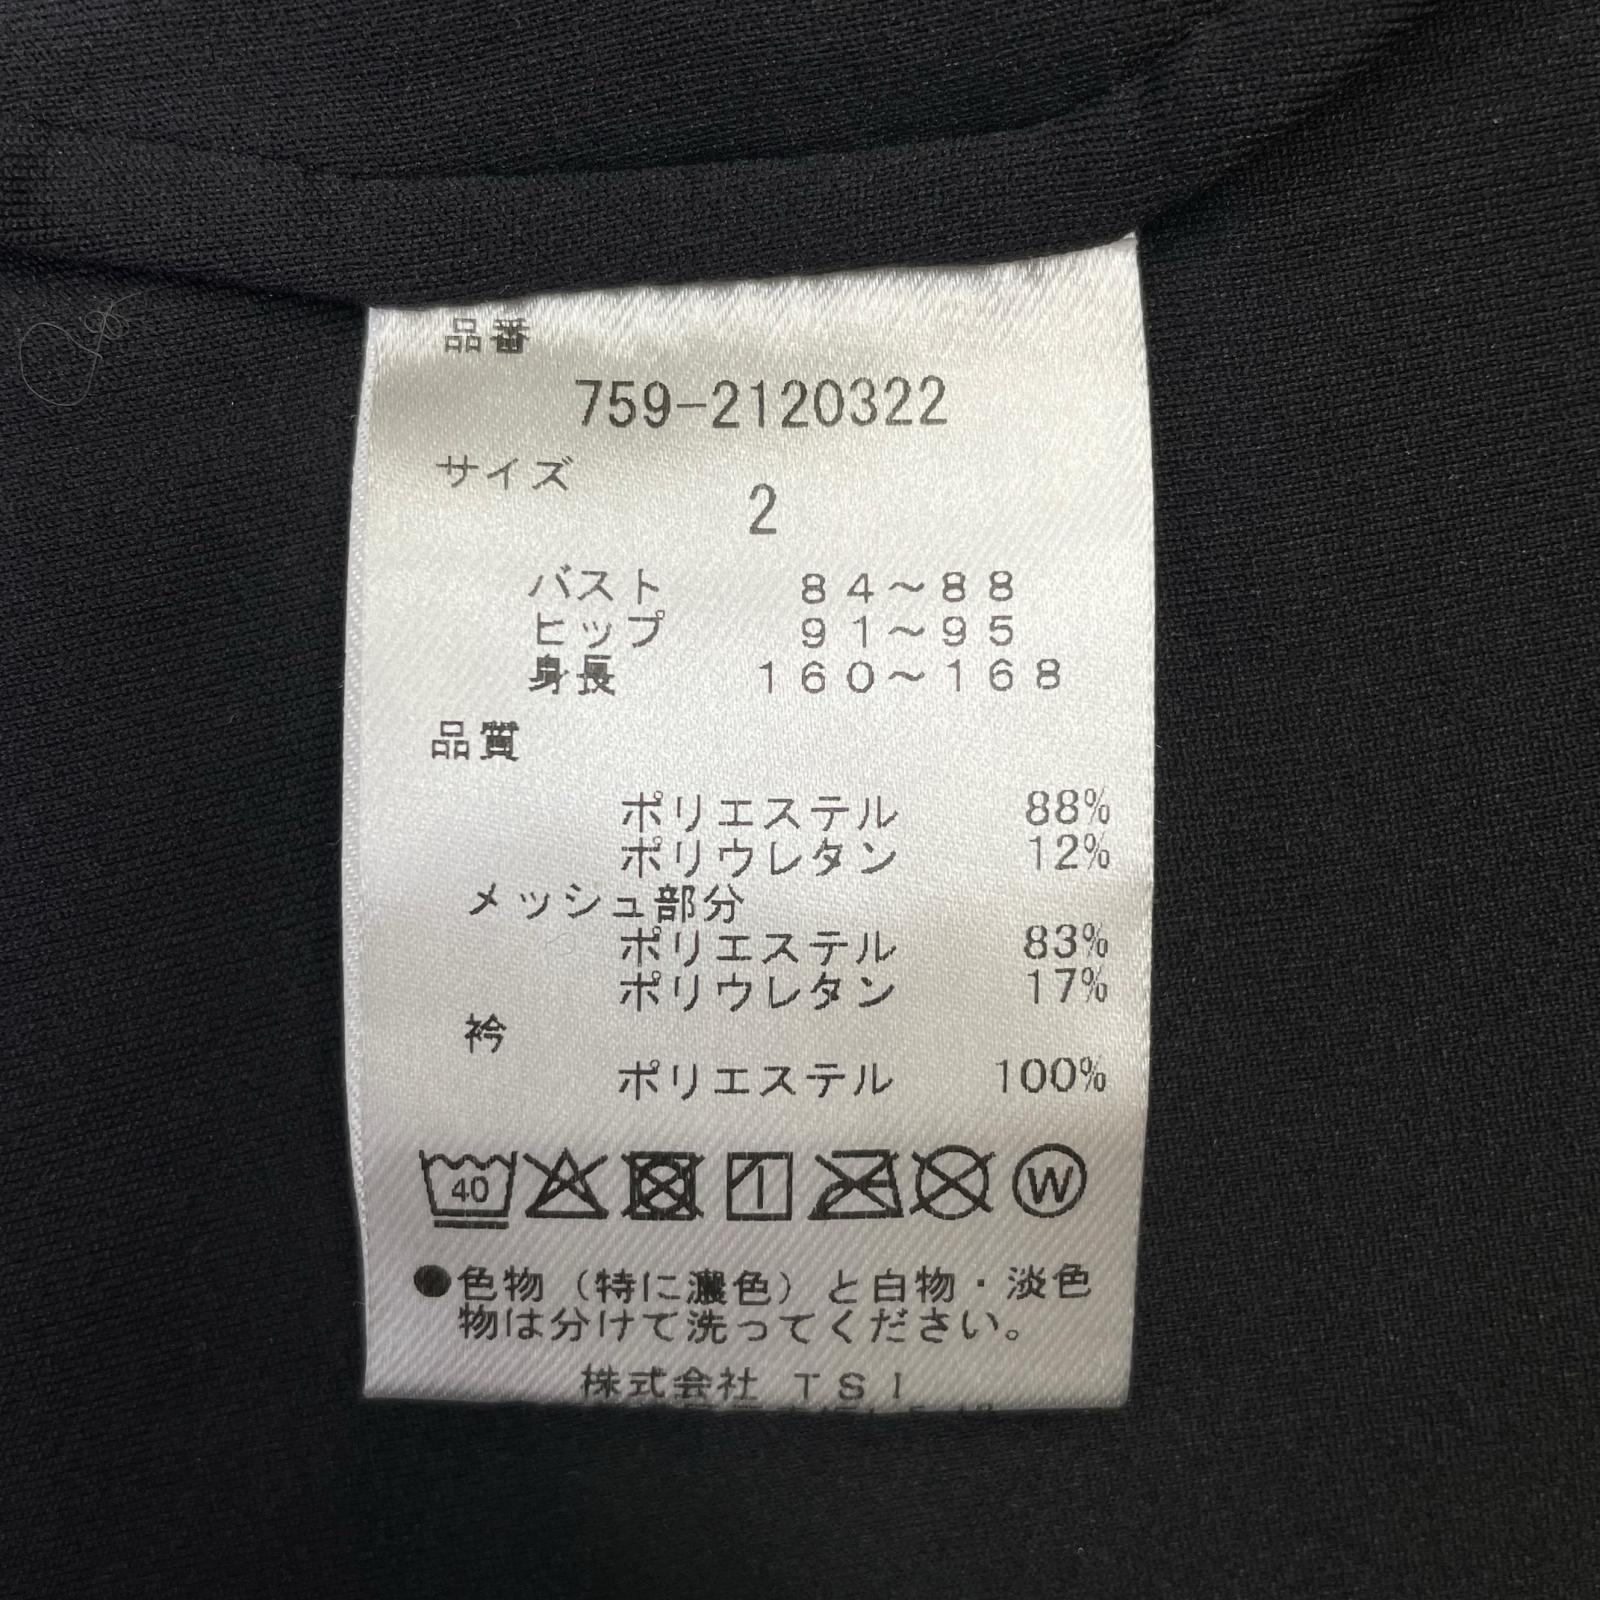 品番
759-2120322
サイズ
2
バスト 84〜88
ヒップ 91〜95
身長 160〜168
品質
ポリエステル 88%
ポリウレタン 12%
メッシュ部分
ポリエステル 83%
ポリウレタン 17%
衿
ポリエステル 100%
40 W
●色物（特に濃色）と白物・淡色
物は分けて洗ってください。
株式会社 TSI